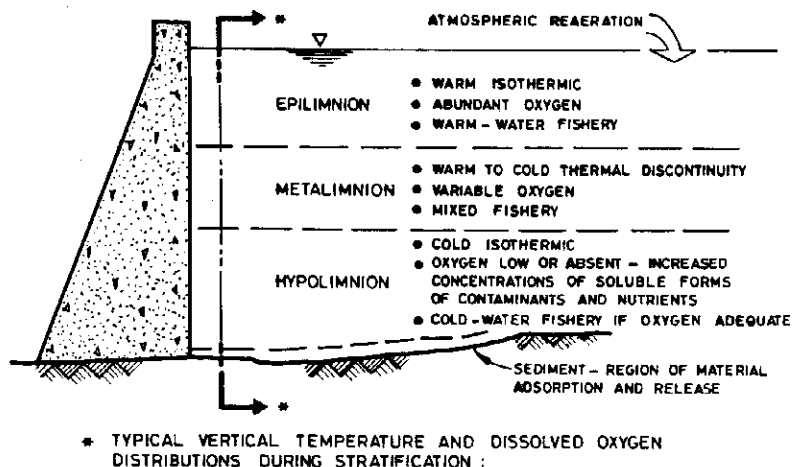 * ATMOSPHERIC REAERATION
EPILIMNION
● WARM ISOTHERMIC
● ABUNDANT OXYGEN
● WARM – WATER FISHERY
METALIMNION
● WARM TO COLD THERMAL DISCONTINUITY
● VARIABLE OXYGEN
● MIXED FISHERY
HYPOLIMNION
● COLD ISOTHERMIC
● OXYGEN LOW OR ABSENT – INCREASED
CONCENTRATIONS OF SOLUBLE FORMS
OF CONTAMINANTS AND NUTRIENTS
● COLD-WATER FISHERY IF OXYGEN ADEQUATE
SEDIMENT – REGION OF MATERIAL
ADSORPTION AND RELEASE
*
* TYPICAL VERTICAL TEMPERATURE AND DISSOLVED OXYGEN
DISTRIBUTIONS DURING STRATIFICATION :